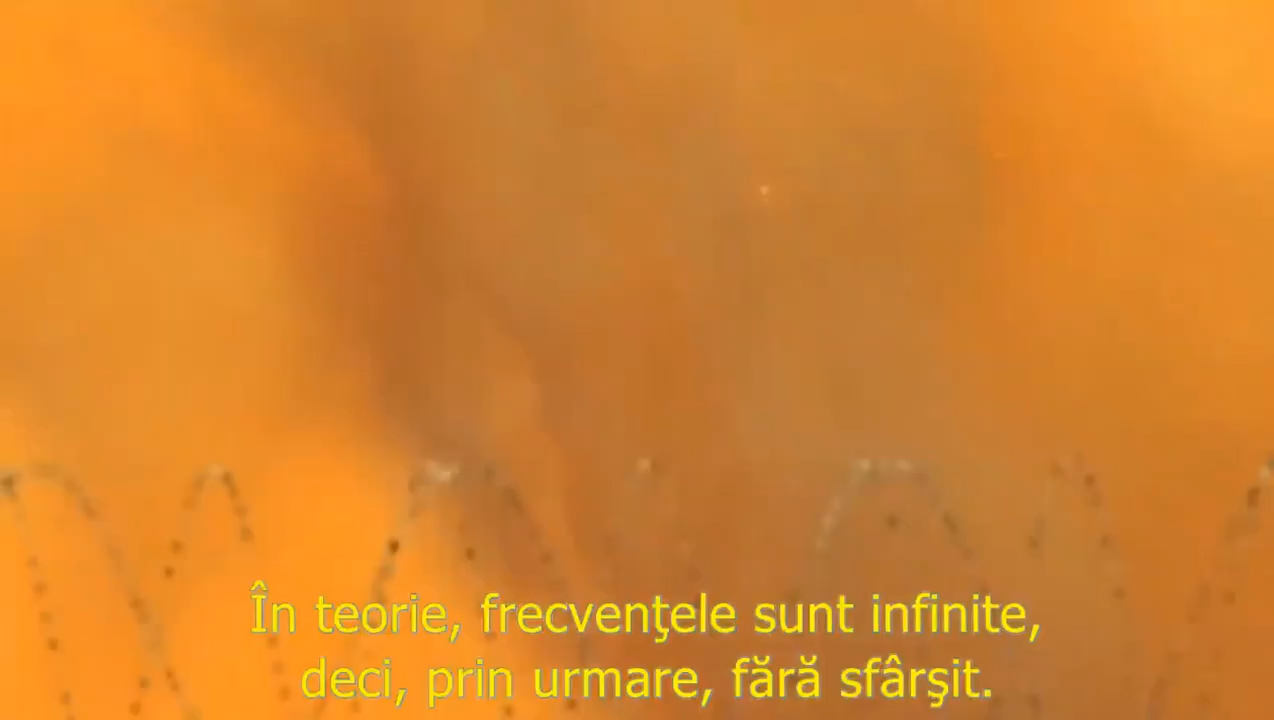 În teorie, frecvenţele sunt infinite,
deci, prin urmare, fără sfârşit.